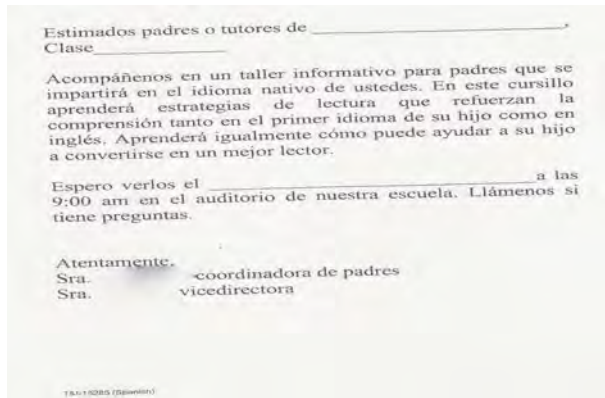 Estimados padres o tutores de ____________________.
Clase____________
Acompáñenos en un taller informativo para padres que se
impartirá en el idioma nativo de ustedes. En este cursillo
aprenderá estrategias de lectura que refuerzan la
comprensión tanto en el primer idioma de su hijo como en
inglés. Aprenderá igualmente cómo puede ayudar a su hijo
a convertirse en un mejor lector.
Espero verlos el ____________________a las
9:00 am en el auditorio de nuestra escuela. Llámenos si
tiene preguntas.
Atentamente,
Sra. coordinadora de padres
Sra. vicedirectora
(Spanish)